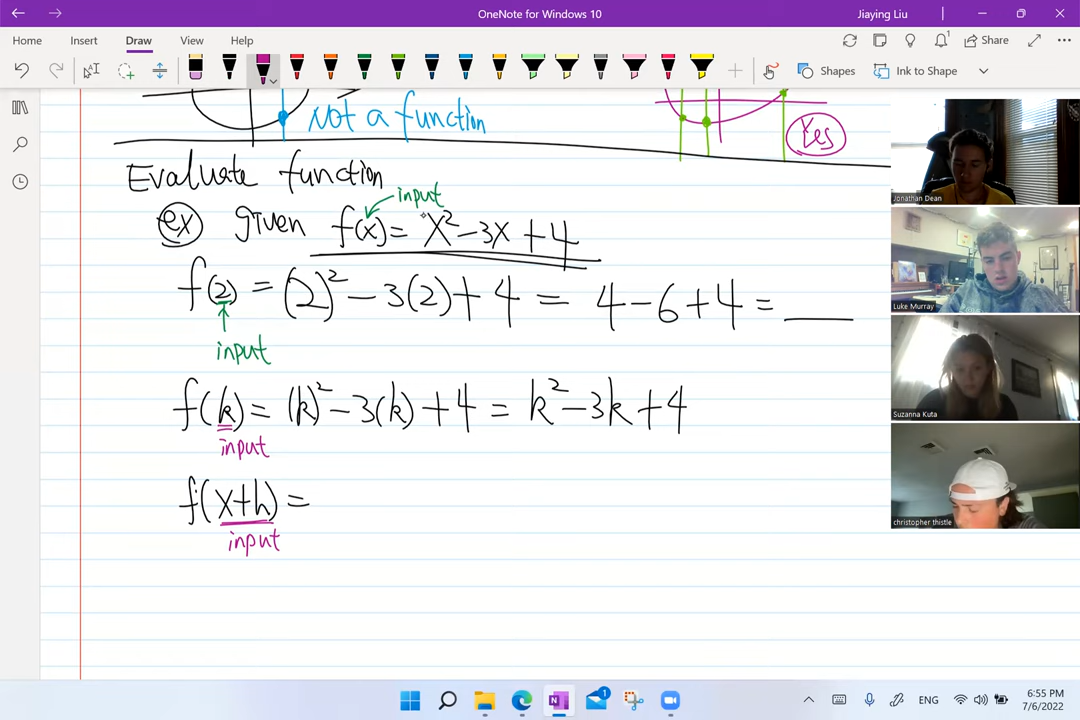 OneNote for Windows 10
Jiaying Liu
Home Insert Draw View Help
Share
Shapes
Ink to Shape
Not a function
Yes
Evaluate function
input
ex given f(x) = x² - 3x + 4
f(2) = (2)² - 3(2) + 4 = 4 - 6 + 4 = ____
input
f(k) = (k)² - 3(k) + 4 = k² - 3k + 4
input
f(x+h) =
input
Jonathan Dean
Luke Murray
Suzanna Kuta
christopher thistle
1
ENG
6:55 PM
7/6/2022